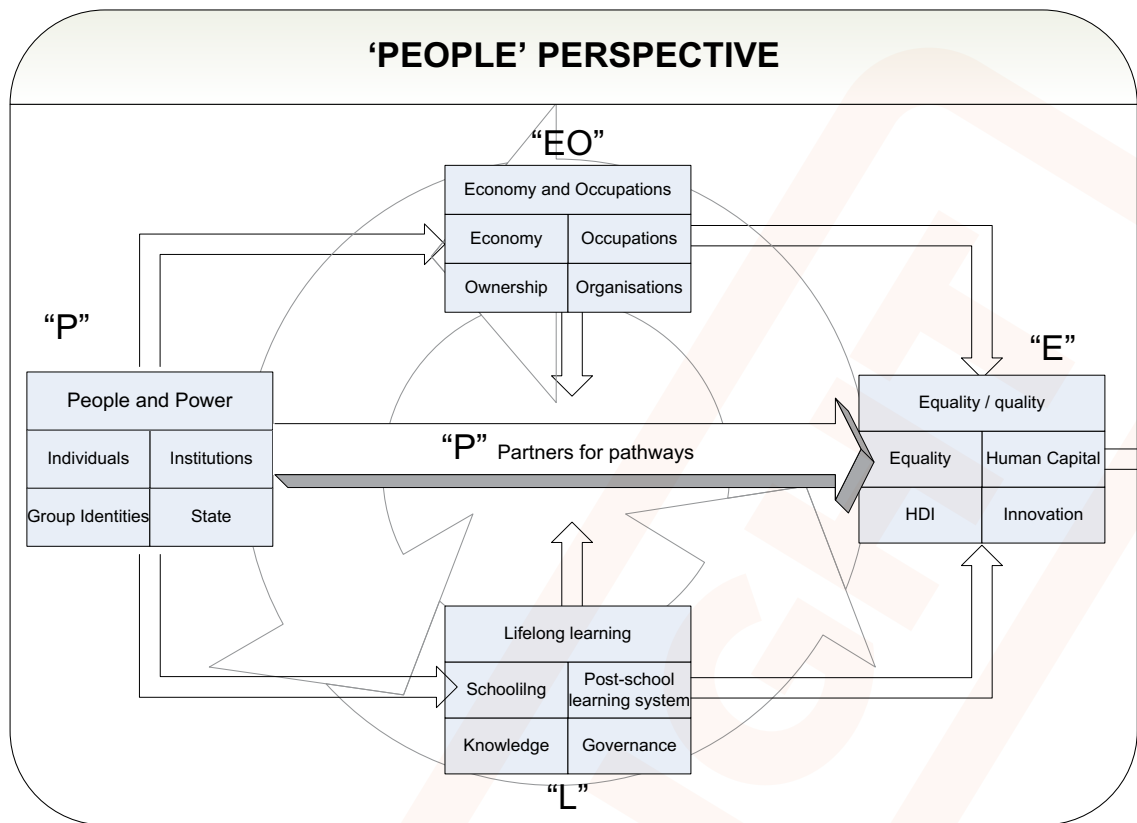 ‘PEOPLE’ PERSPECTIVE
“EO”
Economy and Occupations
Economy
Occupations
Ownership
Organisations
“P”
People and Power
Individuals
Institutions
Group Identities
State
“P” Partners for pathways
“E”
Equality / quality
Equality
Human Capital
HDI
Innovation
Lifelong learning
Schoolilng
Post-school
learning system
Knowledge
Governance
“L”